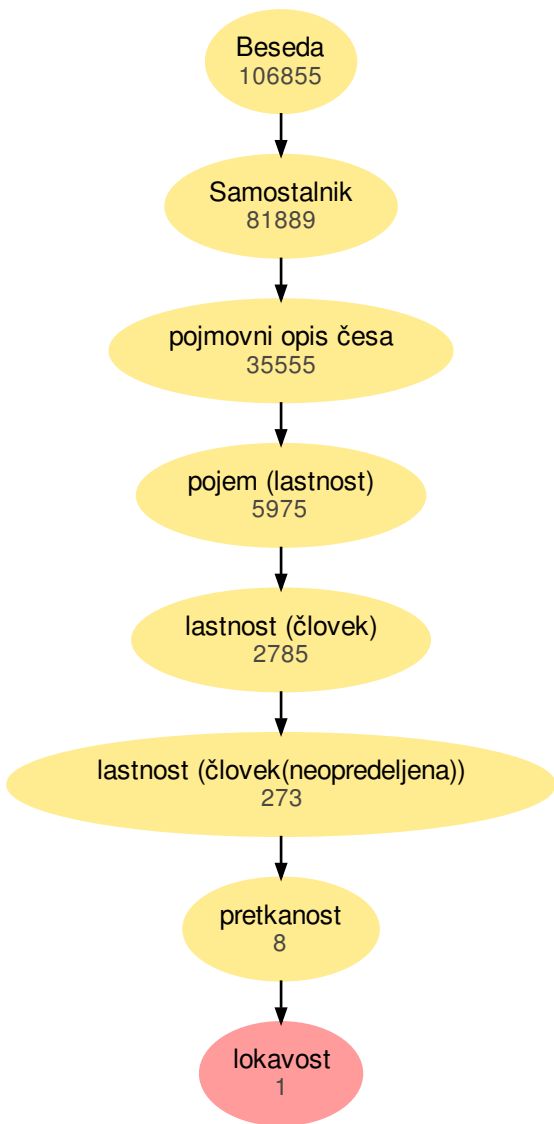 Beseda
106855
Samostalnik
81889
pojmovni opis česa
35555
pojem (lastnost)
5975
lastnost (človek)
2785
lastnost (človek(neopredeljena))
273
pretkanost
8
lokavost
1